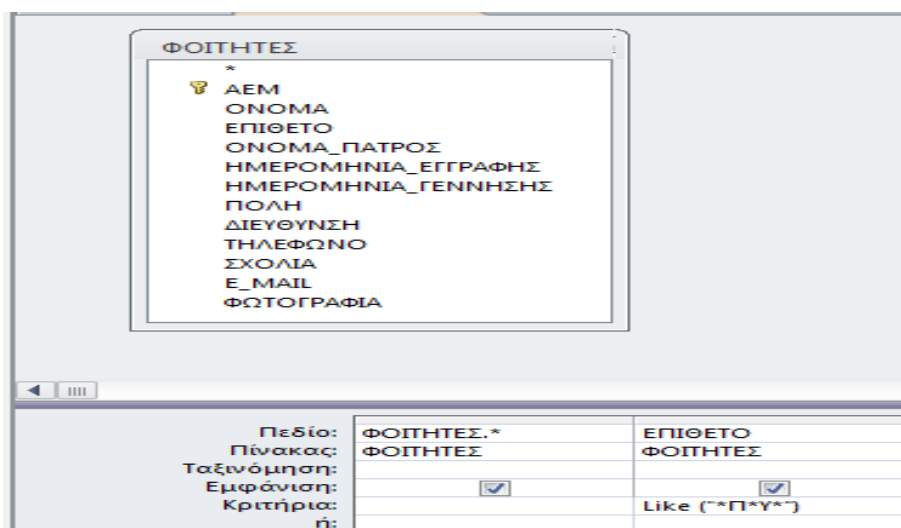 ΦΟΙΤΗΤΕΣ
*
ΑΕΜ
ΟΝΟΜΑ
ΕΠΙΘΕΤΟ
ΟΝΟΜΑ_ΠΑΤΡΟΣ
ΗΜΕΡΟΜΗΝΙΑ_ΕΓΓΡΑΦΗΣ
ΗΜΕΡΟΜΗΝΙΑ_ΓΕΝΝΗΣΗΣ
ΠΟΛΗ
ΔΙΕΥΘΥΝΣΗ
ΤΗΛΕΦΩΝΟ
ΣΧΟΛΙΑ
E_MAIL
ΦΩΤΟΓΡΑΦΙΑ
Πεδίο: ΦΟΙΤΗΤΕΣ.* ΕΠΙΘΕΤΟ
Πίνακας: ΦΟΙΤΗΤΕΣ ΦΟΙΤΗΤΕΣ
Ταξινόμηση:
Εμφάνιση:
Κριτήρια: Like ("*Π*Υ*")
ή: